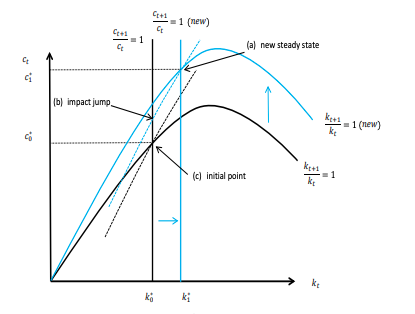 c_{t+1}/c_t = 1 (new)
c_{t+1}/c_t = 1
(a) new steady state
c_t
c_1^*
(b) impact jump
k_{t+1}/k_t = 1 (new)
c_0^*
k_{t+1}/k_t = 1
(c) initial point
k_t
k_0^* k_1^*